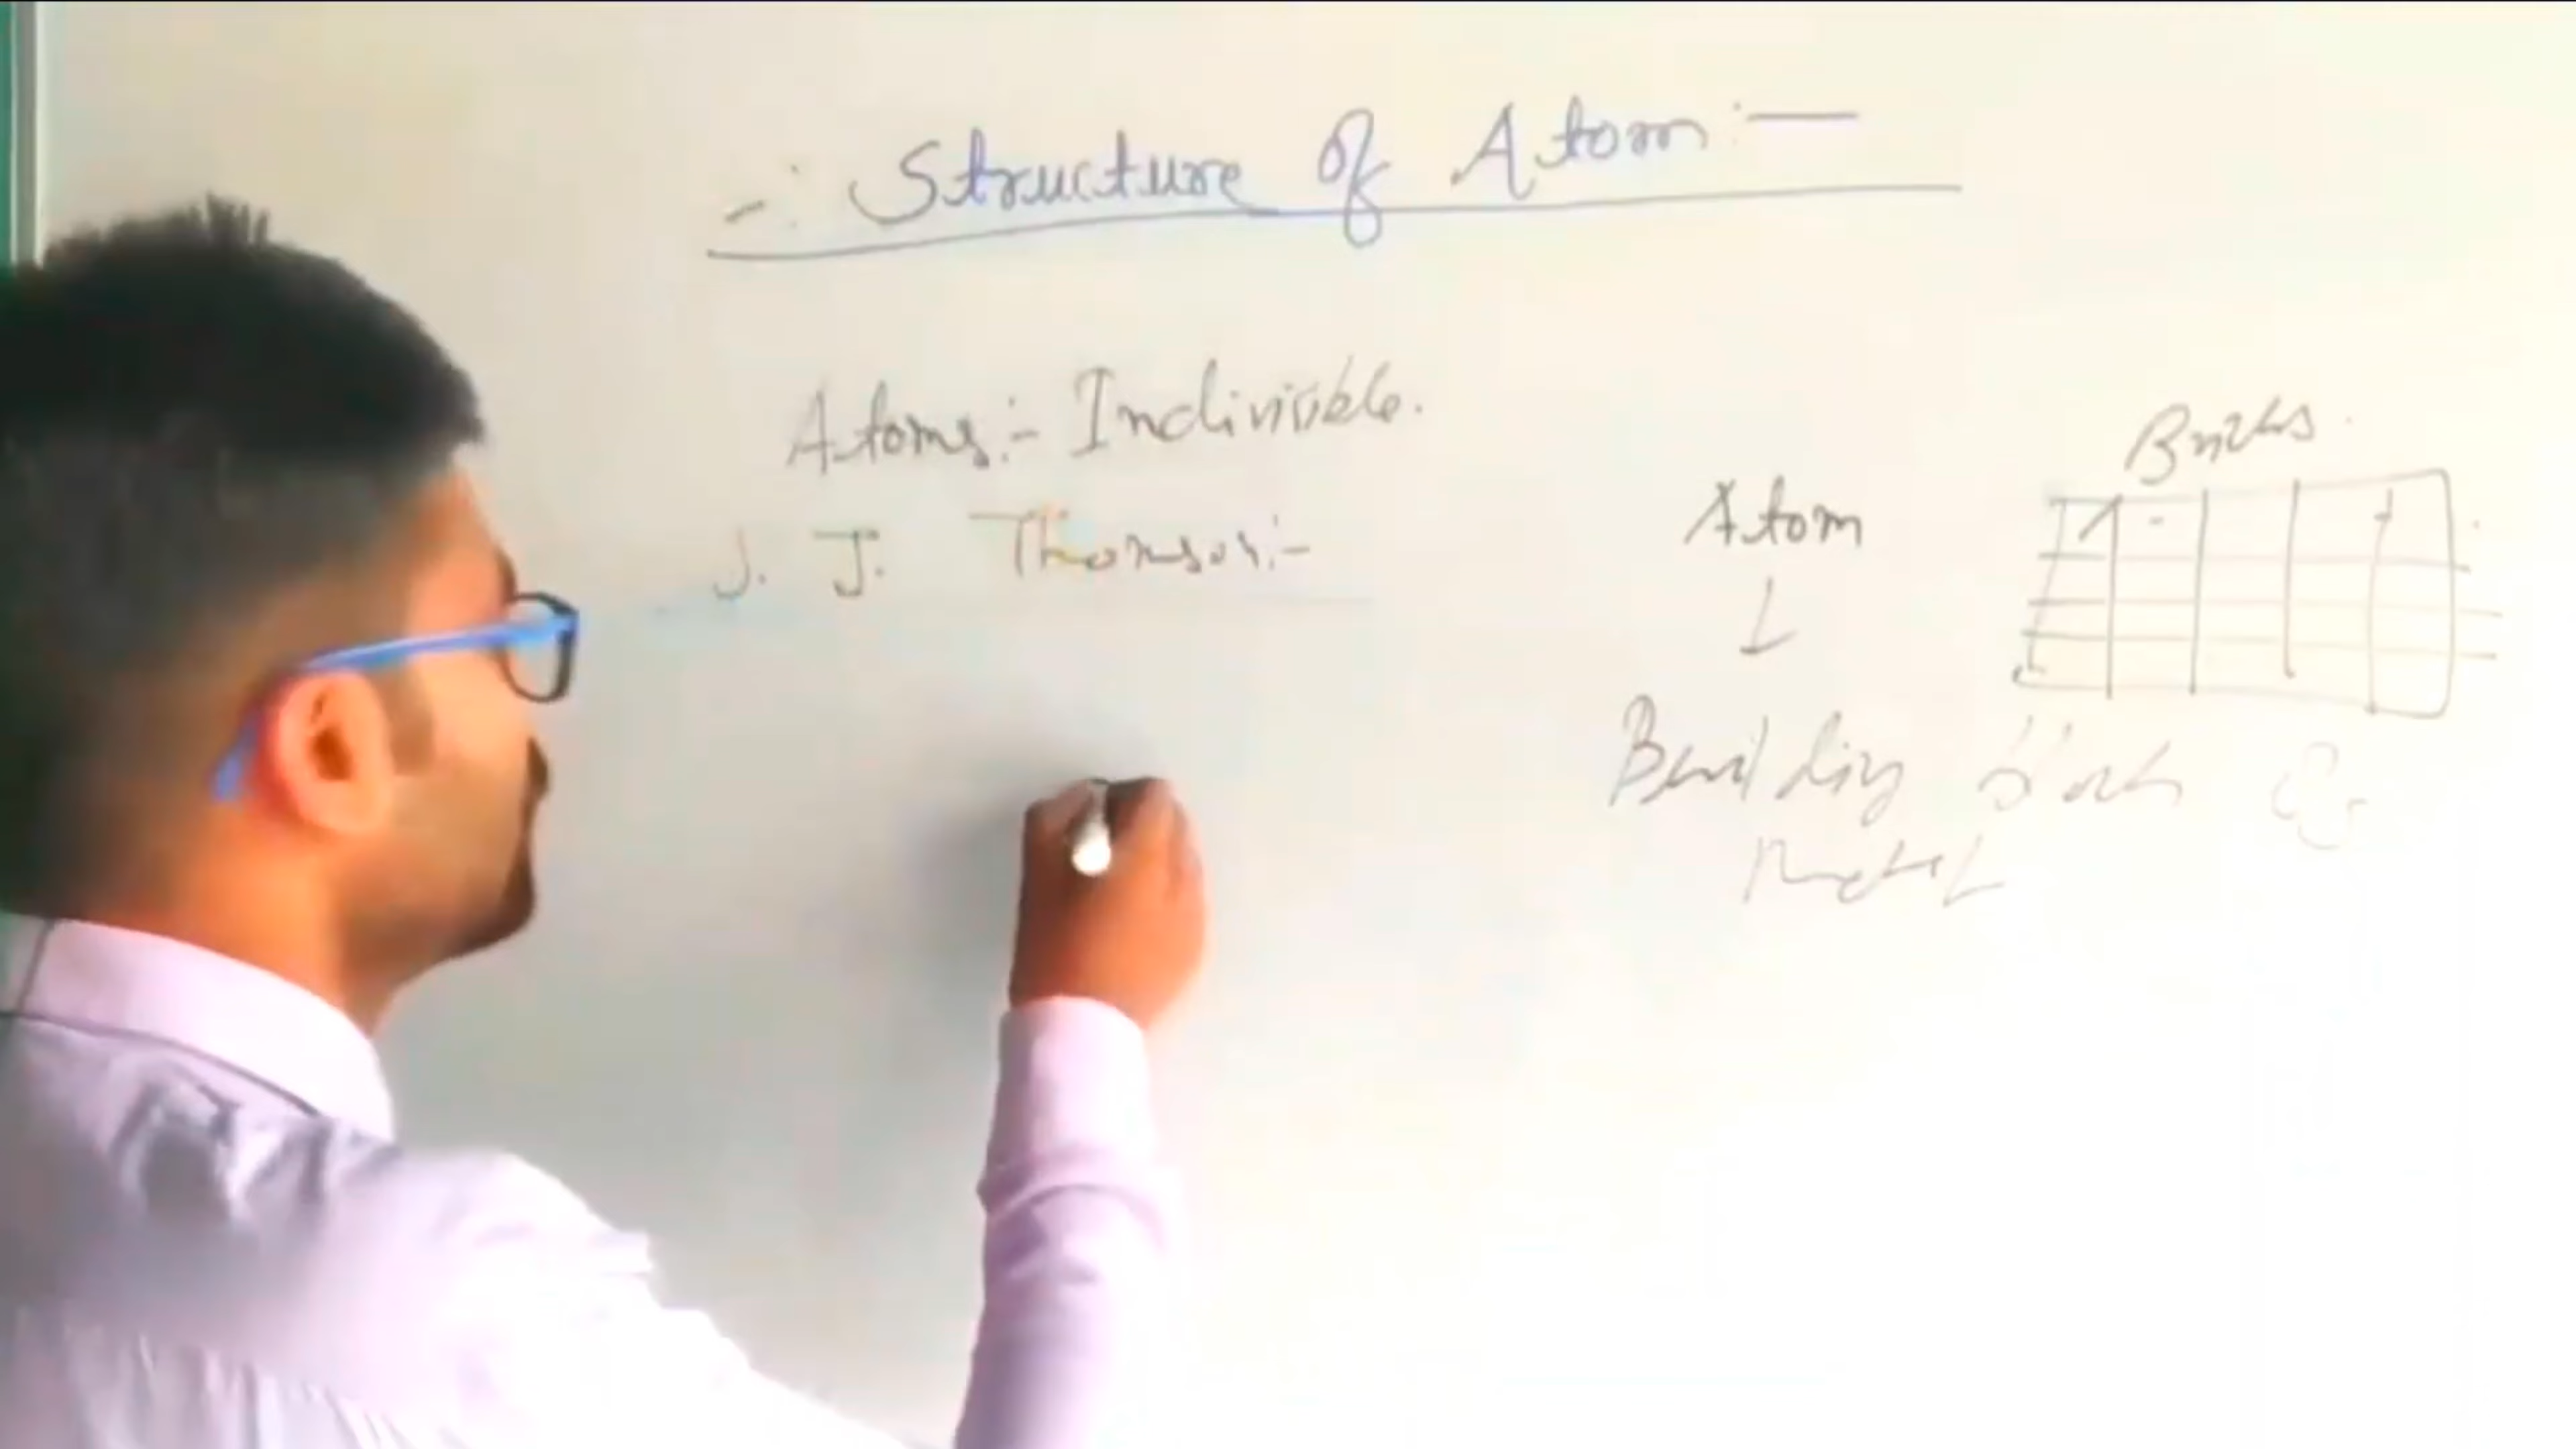 -: Structure of Atom:-
Atoms:- Indivisible.
J. J. Thomson:-
Bricks.
Atom
Building